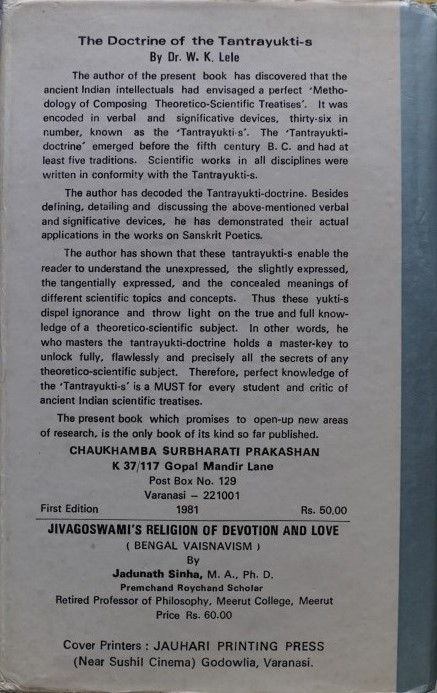 The Doctrine of the Tantrayukti-s
By Dr. W. K. Lele
The author of the present book has discovered that the
ancient Indian intellectuals had envisaged a perfect 'Metho-
dology of Composing Theoretico-Scientific Treatises'. It was
encoded in verbal and significative devices, thirty-six in
number, known as the 'Tantrayukti-s'. The 'Tantrayukti-
doctrine' emerged before the fifth century B. C. and had at
least five traditions. Scientific works in all disciplines were
written in conformity with the Tantrayukti-s.
The author has decoded the Tantrayukti-doctrine. Besides
defining, detailing and discussing the above-mentioned verbal
and significative devices, he has demonstrated their actual
applications in the works on Sanskrit Poetics.
The author has shown that these tantrayukti-s enable the
reader to understand the unexpressed, the slightly expressed,
the tangentially expressed, and the concealed meanings of
different scientific topics and concepts. Thus these yukti-s
dispel ignorance and throw light on the true and full know-
ledge of a theoretico-scientific subject. In other words, he
who masters the tantrayukti-doctrine holds a master-key to
unlock fully, flawlessly and precisely all the secrets of any
theoretico-scientific subject. Therefore, perfect knowledge of
the 'Tantrayukti-s' is a MUST for every student and critic of
ancient Indian scientific treatises.
The present book which promises to open-up new areas
of research, is the only book of its kind so far published.
CHAUKHAMBA SURBHARATI PRAKASHAN
K 37/117 Gopal Mandir Lane
Post Box No. 129
Varanasi – 221001
First Edition 1981 Rs. 50.00
JIVAGOSWAMI'S RELIGION OF DEVOTION AND LOVE
( BENGAL VAISNAVISM )
By
Jadunath Sinha, M. A., Ph. D.
Premchand Roychand Scholar
Retired Professor of Philosophy, Meerut College, Meerut
Price Rs. 60.00
Cover Printers : JAUHARI PRINTING PRESS
(Near Sushil Cinema) Godowlia, Varanasi.